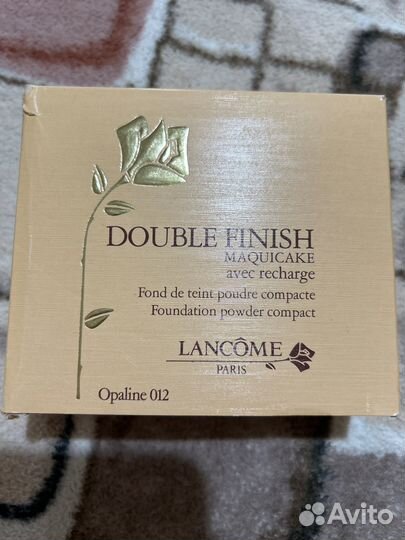 DOUBLE FINISH
MAQUICAKE
avec recharge
Fond de teint poudre compacte
Foundation powder compact
LANCÔME
PARIS
Opaline 012
Avito